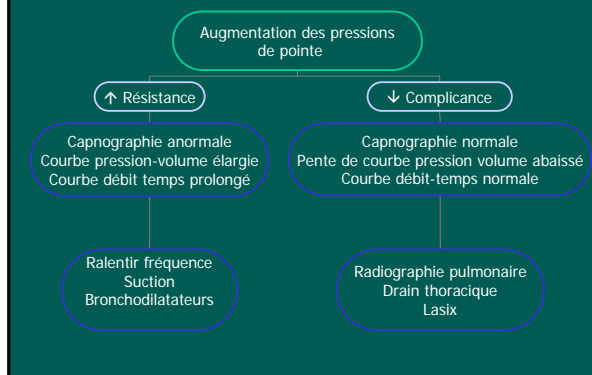 Augmentation des pressions
de pointe
↑ Résistance
↓ Complicance
Capnographie anormale
Courbe pression-volume élargie
Courbe débit temps prolongé
Capnographie normale
Pente de courbe pression volume abaissé
Courbe débit-temps normale
Ralentir fréquence
Suction
Bronchodilatateurs
Radiographie pulmonaire
Drain thoracique
Lasix